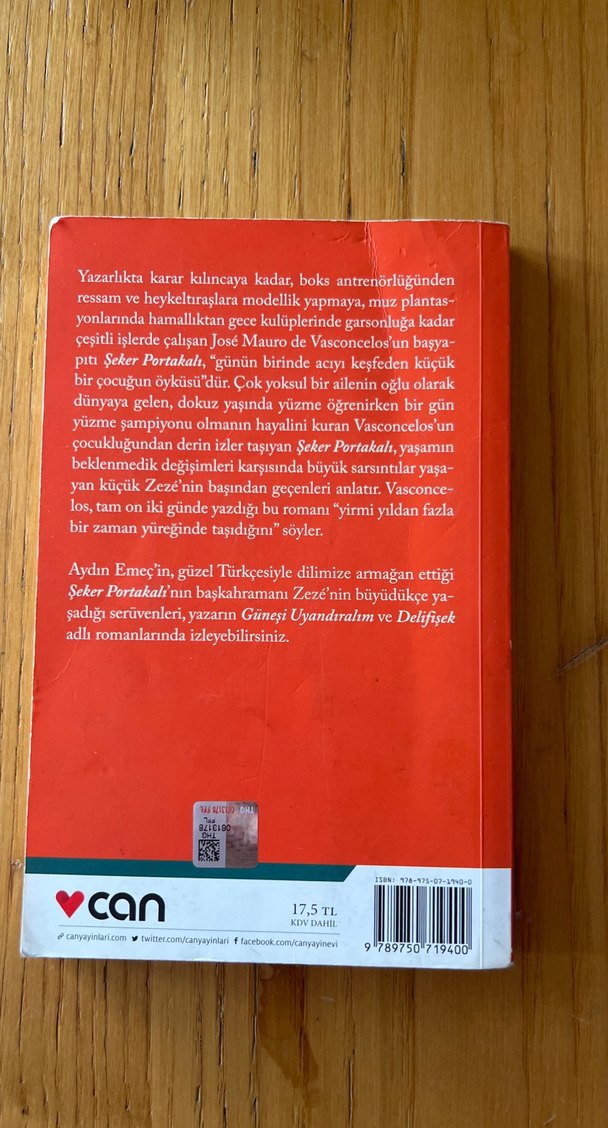 Yazarlıkta karar kılıncaya kadar, boks antrenörlüğünden
ressam ve heykeltıraşlara modellik yapmaya, muz plantas-
yonlarında hamallıktan gece kulüplerinde garsonluğa kadar
çeşitli işlerde çalışan José Mauro de Vasconcelos'un başya-
pıtı Şeker Portakalı, “günün birinde acıyı keşfeden küçük
bir çocuğun öyküsü”dür. Çok yoksul bir ailenin oğlu olarak
dünyaya gelen, dokuz yaşında yüzme öğrenirken bir gün
yüzme şampiyonu olmanın hayalini kuran Vasconcelos'un
çocukluğundan derin izler taşıyan Şeker Portakalı, yaşamın
beklenmedik değişimleri karşısında büyük sarsıntılar yaşa-
yan küçük Zezé'nin başından geçenleri anlatır. Vasconce-
los, tam on iki günde yazdığı bu romanı “yirmi yıldan fazla
bir zaman yüreğinde taşıdığını” söyler.
Aydın Emeç'in, güzel Türkçesiyle dilimize armağan ettiği
Şeker Portakalı'nın başkahramanı Zezé'nin büyüdükçe ya-
şadığı serüvenleri, yazarın Güneşi Uyandıralım ve Delifişek
adlı romanlarında izleyebilirsiniz.
THG 0613178 FPL
0613178
FPL
THG
ISBN: 978-975-07-1940-0
can
17,5 TL
KDV DAHİL
canyayinlari.com twitter.com/canyayinlari facebook.com/canyayinevi
9 789750 719400